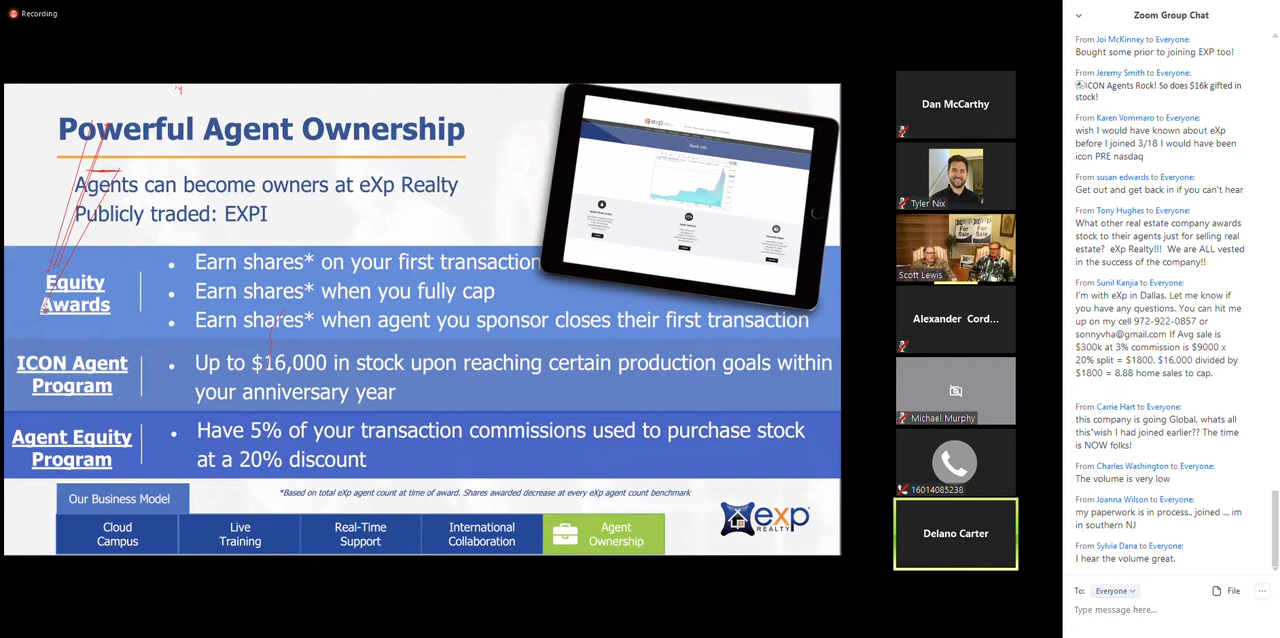 Recording
Powerful Agent Ownership
Agents can become owners at eXp Realty
Publicly traded: EXPI
Equity
Awards
• Earn shares* on your first transaction
• Earn shares* when you fully cap
• Earn shares* when agent you sponsor closes their first transaction
ICON Agent
Program
• Up to $16,000 in stock upon reaching certain production goals within
your anniversary year
Agent Equity
Program
• Have 5% of your transaction commissions used to purchase stock
at a 20% discount
*Based on total eXp agent count at time of award. Shares awarded decrease at every eXp agent count benchmark
Our Business Model
Cloud
Campus
Live
Training
Real-Time
Support
International
Collaboration
Agent
Ownership
exp
REALTY
exp
Dan McCarthy
Tyler Nix
For
Sale
For
Sale
Scott Lewis
Alexander Cord...
Michael Murphy
16014085238
Delano Carter
Zoom Group Chat
From Joi McKinney to Everyone:
Bought some prior to joining EXP too!
From Jeremy Smith to Everyone:
ICON Agents Rock! So does $16k gifted in
stock!
From Karen Vommaro to Everyone:
wish I would have known about eXp
before I joined 3/18 I would have been
icon PRE nasdaq
From susan edwards to Everyone:
Get out and get back in if you can't hear
From Tony Hughes to Everyone:
What other real estate company awards
stock to their agents just for selling real
estate? eXp Realty!!! We are ALL vested
in the success of the company!!
From Sunil Kanjia to Everyone:
I'm with eXp in Dallas. Let me know if
you have any questions. You can hit me
up on my cell 972-922-0857 or
sonnyvha@gmail.com If Avg sale is
$300k at 3% commission is $9000 x
20% split = $1800. $16.000 divided by
$1800 = 8.88 home sales to cap.
From Carrie Hart to Everyone:
this company is going Global, whats all
this"wish I had joined earlier?? The time
is NOW folks!
From Charles Washington to Everyone:
The volume is very low
From Joanna Wilson to Everyone:
my paperwork is in process.. joined ... im
in southern NJ
From Sylvia Dana to Everyone:
I hear the volume great.
To: Everyone
File
...
Type message here...